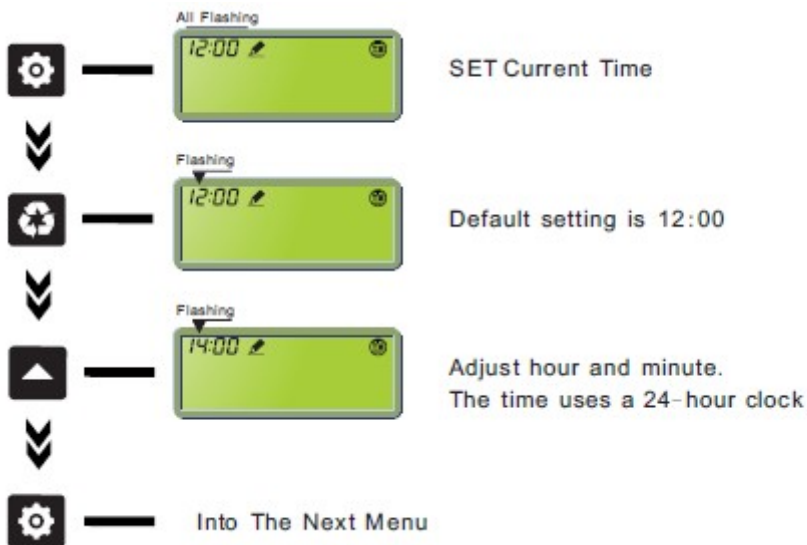 All Flashing
12:00
SET Current Time
Flashing
12:00
Default setting is 12:00
Flashing
14:00
Adjust hour and minute.
The time uses a 24-hour clock
Into The Next Menu